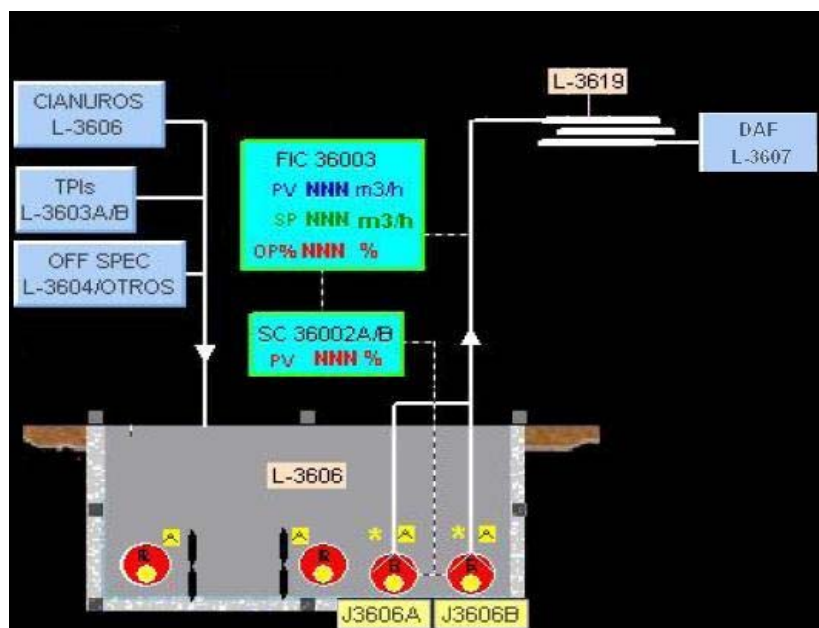 L-3619
CIANUROS
L-3606
DAF
L-3607
FIC 36003
PV NNN m3/h
SP NNN m3/h
OP% NNN %
TPIs
L-3603A/B
OFF SPEC
L-3604/OTROS
SC 36002A/B
PV NNN %
L-3606
A
A
* A
* A
R
R
R
R
J3606A
J3606B